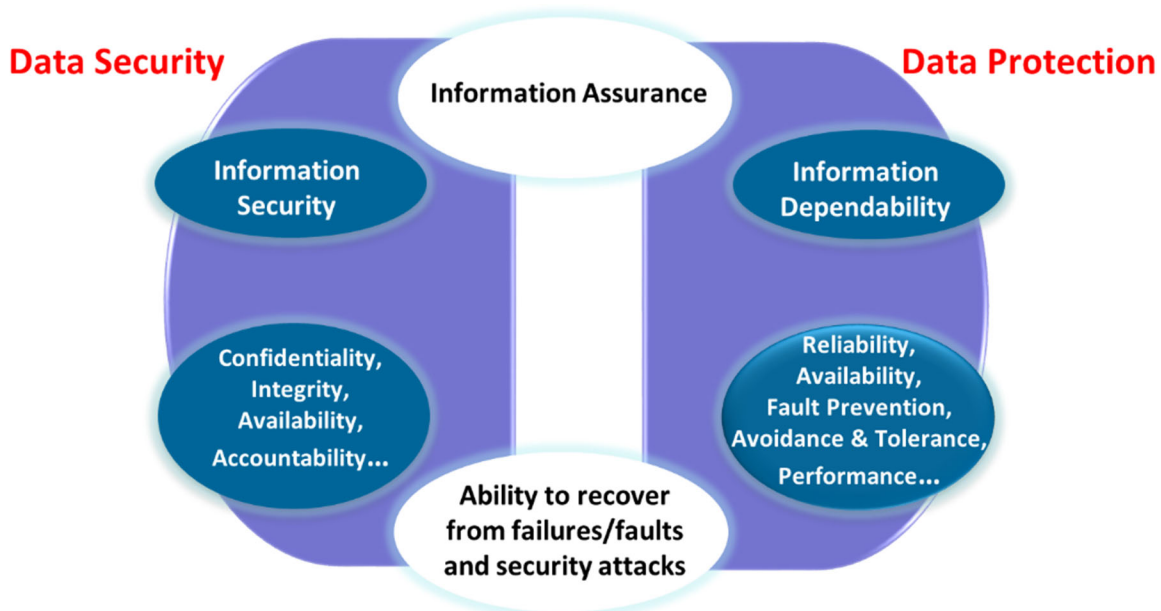 Data Security
Information Assurance
Data Protection
Information
Security
Information
Dependability
Confidentiality,
Integrity,
Availability,
Accountability...
Reliability,
Availability,
Fault Prevention,
Avoidance & Tolerance,
Performance...
Ability to recover
from failures/faults
and security attacks